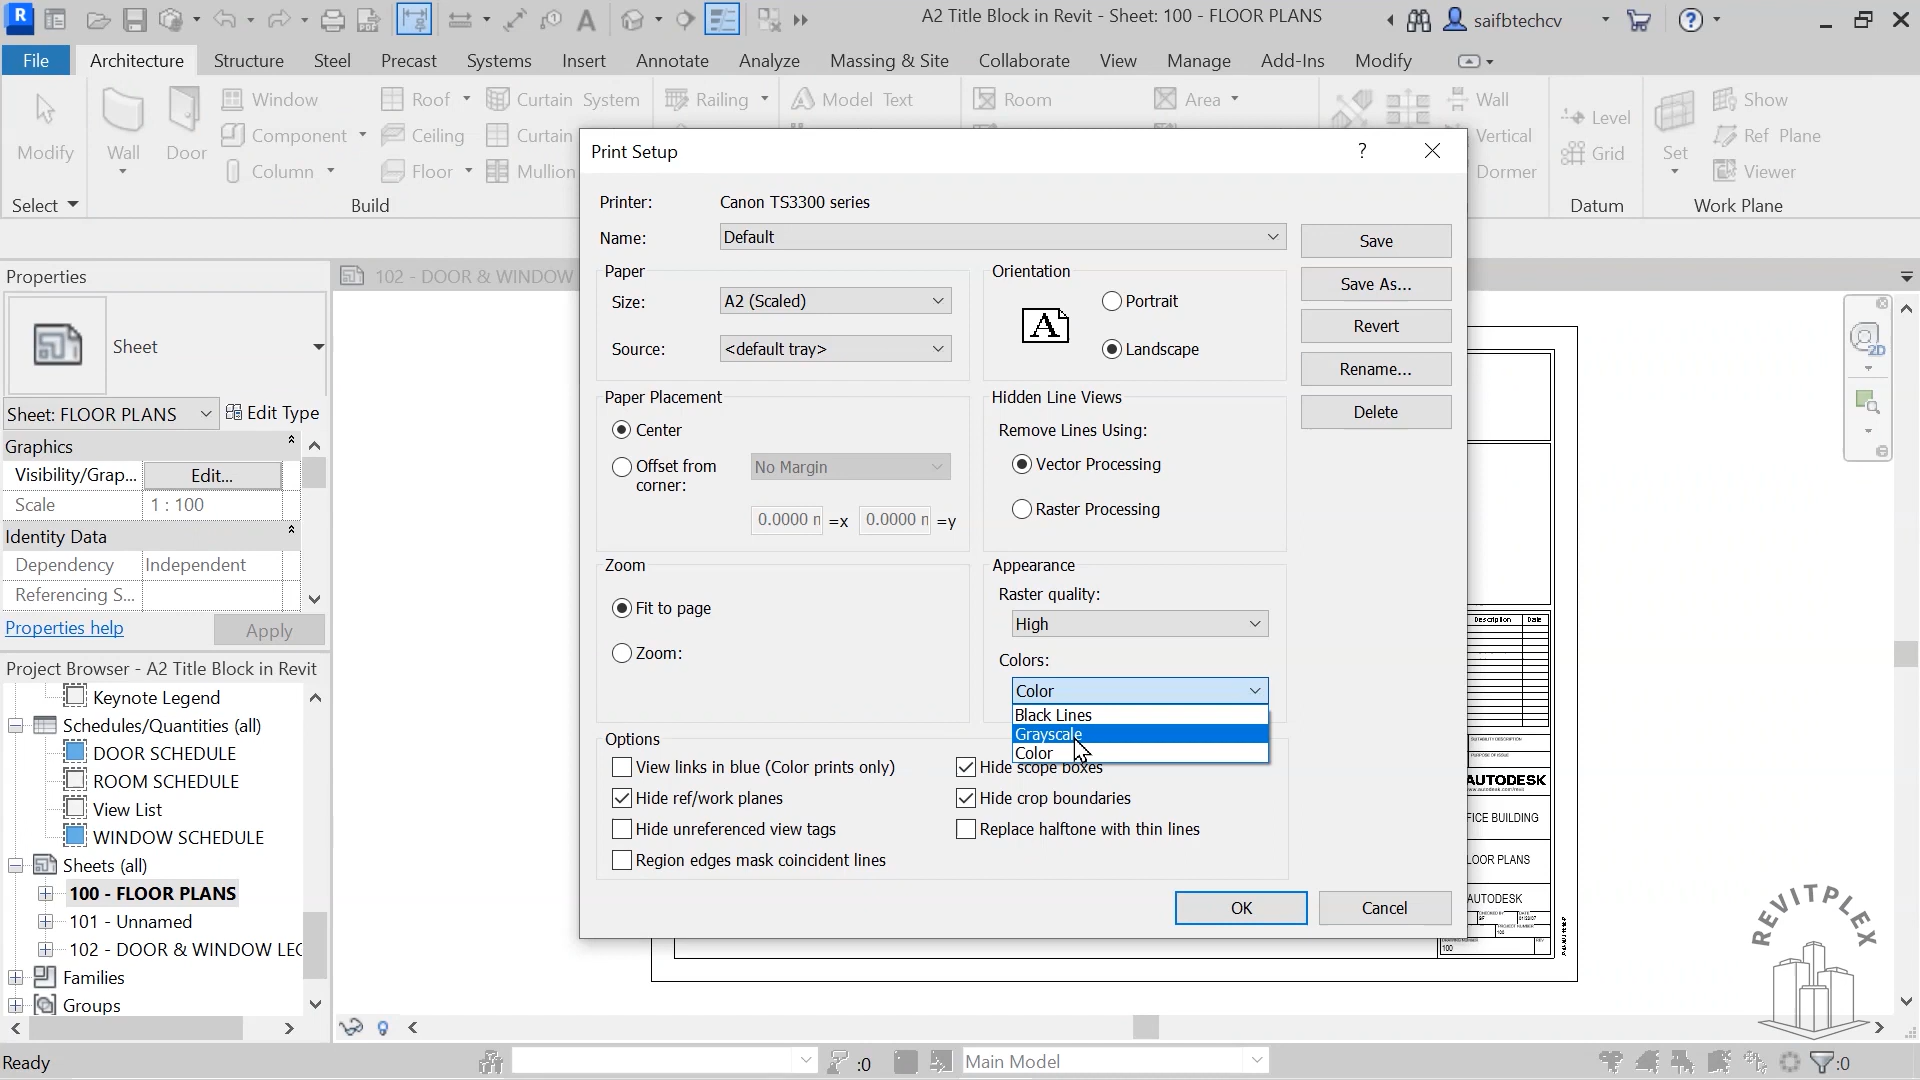 A2 Title Block in Revit - Sheet: 100 - FLOOR PLANS
saifbtechcv
File
Architecture
Structure
Steel
Precast
Systems
Insert
Annotate
Analyze
Massing & Site
Collaborate
View
Manage
Add-Ins
Modify
Modify
Wall
Door
Window
Component
Column
Roof
Ceiling
Floor
Curtain System
Curtain
Mullion
Railing
Model Text
Room
Area
Wall
Vertical
Dormer
Level
Grid
Set
Show
Ref Plane
Viewer
Select
Build
Datum
Work Plane
Properties
Sheet
Sheet: FLOOR PLANS
Edit Type
Graphics
Visibility/Grap...
Edit...
Scale
1 : 100
Identity Data
Dependency
Independent
Referencing S...
Properties help
Apply
Project Browser - A2 Title Block in Revit
Keynote Legend
Schedules/Quantities (all)
DOOR SCHEDULE
ROOM SCHEDULE
View List
WINDOW SCHEDULE
Sheets (all)
100 - FLOOR PLANS
101 - Unnamed
102 - DOOR & WINDOW LEG
Families
Groups
102 - DOOR & WINDOW
Print Setup
?
Printer:
Canon TS3300 series
Name:
Default
Save
Save As...
Revert
Rename...
Delete
Paper
Size:
A2 (Scaled)
Source:
<default tray>
Orientation
A
Portrait
Landscape
Paper Placement
Center
Offset from
corner:
No Margin
0.0000 m
=x
0.0000 m
=y
Hidden Line Views
Remove Lines Using:
Vector Processing
Raster Processing
Zoom
Fit to page
Zoom:
Appearance
Raster quality:
High
Colors:
Color
Black Lines
Grayscale
Color
Options
View links in blue (Color prints only)
Hide ref/work planes
Hide unreferenced view tags
Region edges mask coincident lines
Hide scope boxes
Hide crop boundaries
Replace halftone with thin lines
OK
Cancel
2D
Description
Date
AUTODESK
www.autodesk.com/revit
FICE BUILDING
LOOR PLANS
AUTODESK
100
REVITPLEX
Ready
:0
Main Model
:0